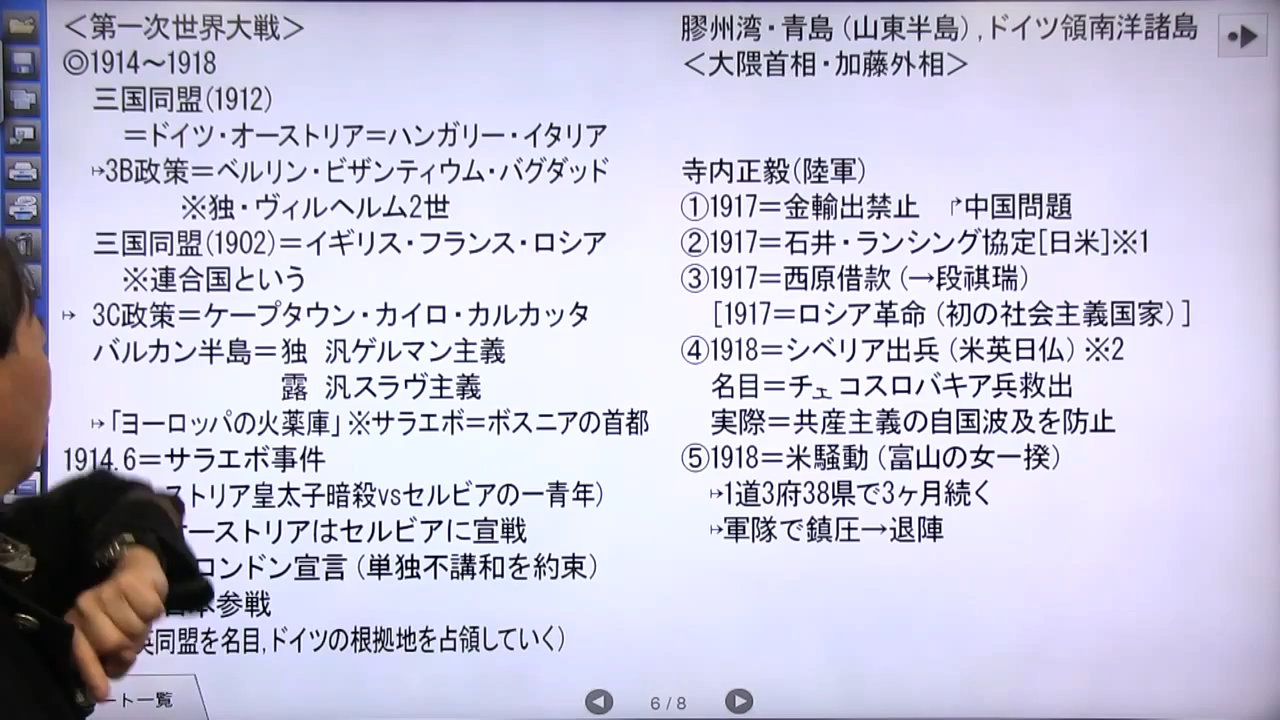 ＜第一次世界大戦＞
◎1914～1918
三国同盟(1912)
＝ドイツ・オーストリア＝ハンガリー・イタリア
↦3B政策＝ベルリン・ビザンティウム・バグダッド
※独・ヴィルヘルム2世
三国同盟(1902)＝イギリス・フランス・ロシア
※連合国という
↦ 3C政策＝ケープタウン・カイロ・カルカッタ
バルカン半島＝独 汎ゲルマン主義
露 汎スラヴ主義
↦「ヨーロッパの火薬庫」※サラエボ＝ボスニアの首都
1914.6＝サラエボ事件
ストリア皇太子暗殺vsセルビアの一青年)
ーストリアはセルビアに宣戦
ロンドン宣言(単独不講和を約束)
日本参戦
英同盟を名目,ドイツの根拠地を占領していく)
ート一覧
膠州湾・青島(山東半島),ドイツ領南洋諸島
＜大隈首相・加藤外相＞
寺内正毅(陸軍)
①1917＝金輸出禁止 ↱中国問題
②1917＝石井・ランシング協定[日米]※1
③1917＝西原借款(→段祺瑞)
[1917＝ロシア革命(初の社会主義国家)]
④1918＝シベリア出兵(米英日仏)※2
名目＝チェコスロバキア兵救出
実際＝共産主義の自国波及を防止
⑤1918＝米騒動(富山の女一揆)
↦1道3府38県で3ヶ月続く
↦軍隊で鎮圧→退陣
6 / 8